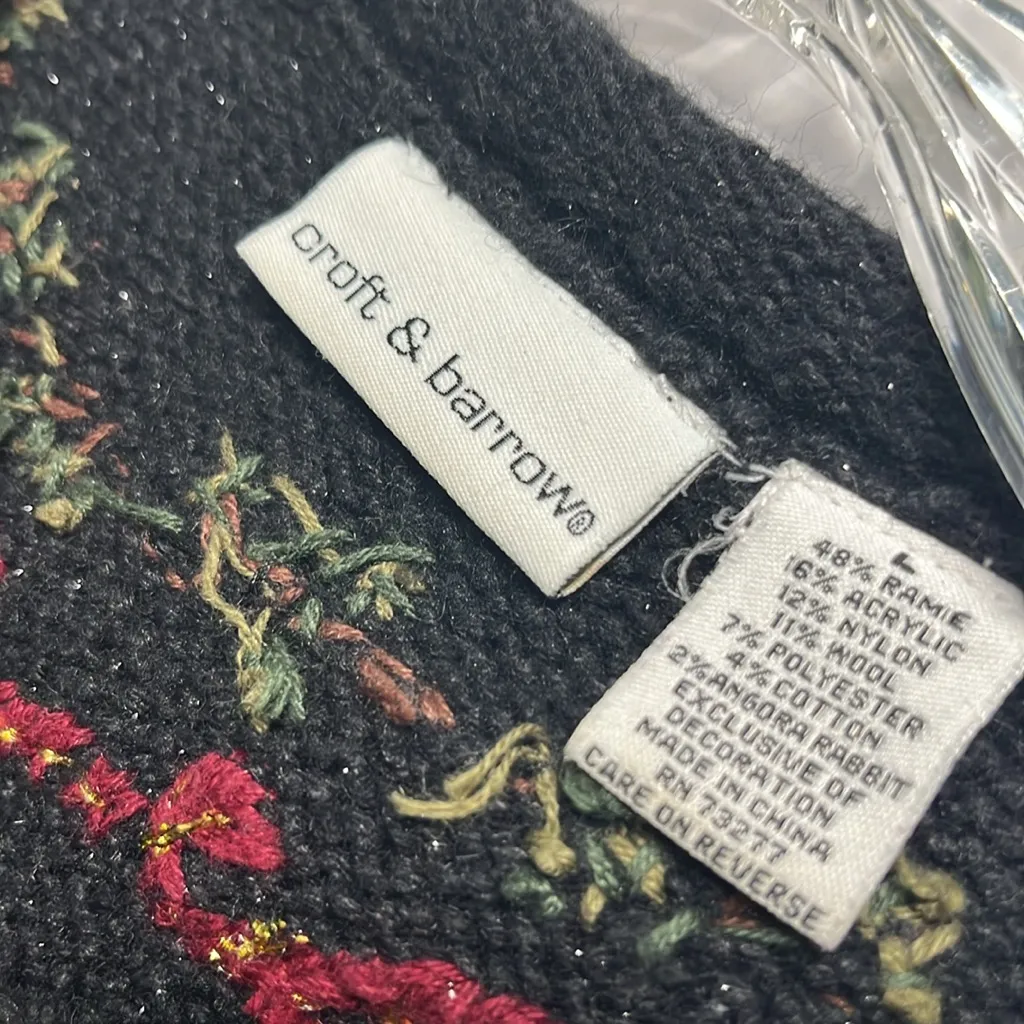 croft & barrow®
L
48% RAMIE
16% ACRYLIC
12% NYLON
11% WOOL
7% POLYESTER
4% COTTON
2% ANGORA RABBIT
EXCLUSIVE OF
DECORATION
MADE IN CHINA
RN 73277
CARE ON REVERSE